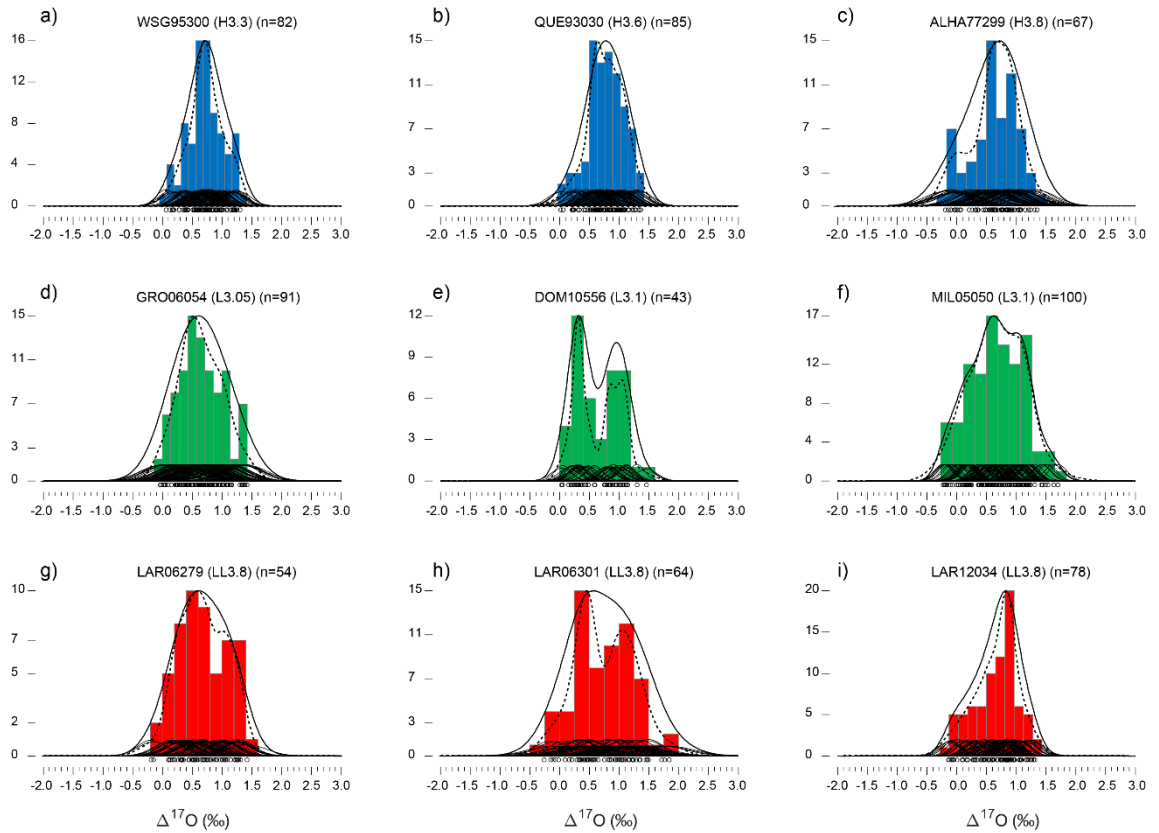 a) WSG95300 (H3.3) (n=82)
16
12
8
4
0
-2.0 -1.5 -1.0 -0.5 0.0 0.5 1.0 1.5 2.0 2.5 3.0
b) QUE93030 (H3.6) (n=85)
15
11
7
4
0
-2.0 -1.5 -1.0 -0.5 0.0 0.5 1.0 1.5 2.0 2.5 3.0
c) ALHA77299 (H3.8) (n=67)
15
11
7
4
0
-2.0 -1.5 -1.0 -0.5 0.0 0.5 1.0 1.5 2.0 2.5 3.0
d) GRO06054 (L3.05) (n=91)
15
11
7
3
0
-2.0 -1.5 -1.0 -0.5 0.0 0.5 1.0 1.5 2.0 2.5 3.0
e) DOM10556 (L3.1) (n=43)
12
9
6
3
0
-2.0 -1.5 -1.0 -0.5 0.0 0.5 1.0 1.5 2.0 2.5 3.0
f) MIL05050 (L3.1) (n=100)
17
12
8
4
0
-2.0 -1.5 -1.0 -0.5 0.0 0.5 1.0 1.5 2.0 2.5 3.0
g) LAR06279 (LL3.8) (n=54)
10
7
5
2
0
-2.0 -1.5 -1.0 -0.5 0.0 0.5 1.0 1.5 2.0 2.5 3.0
Δ¹⁷O (‰)
h) LAR06301 (LL3.8) (n=64)
15
11
7
3
0
-2.0 -1.5 -1.0 -0.5 0.0 0.5 1.0 1.5 2.0 2.5 3.0
Δ¹⁷O (‰)
i) LAR12034 (LL3.8) (n=78)
20
15
10
5
0
-2.0 -1.5 -1.0 -0.5 0.0 0.5 1.0 1.5 2.0 2.5 3.0
Δ¹⁷O (‰)